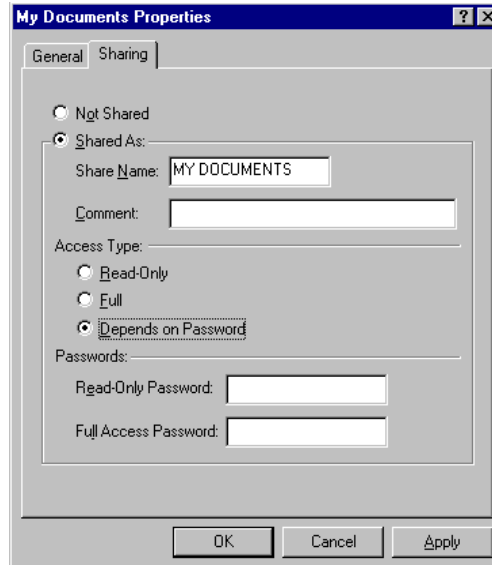 My Documents Properties
General Sharing
Not Shared
Shared As:
Share Name: MY DOCUMENTS
Comment:
Access Type:
Read-Only
Full
Depends on Password
Passwords:
Read-Only Password:
Full Access Password:
OK Cancel Apply